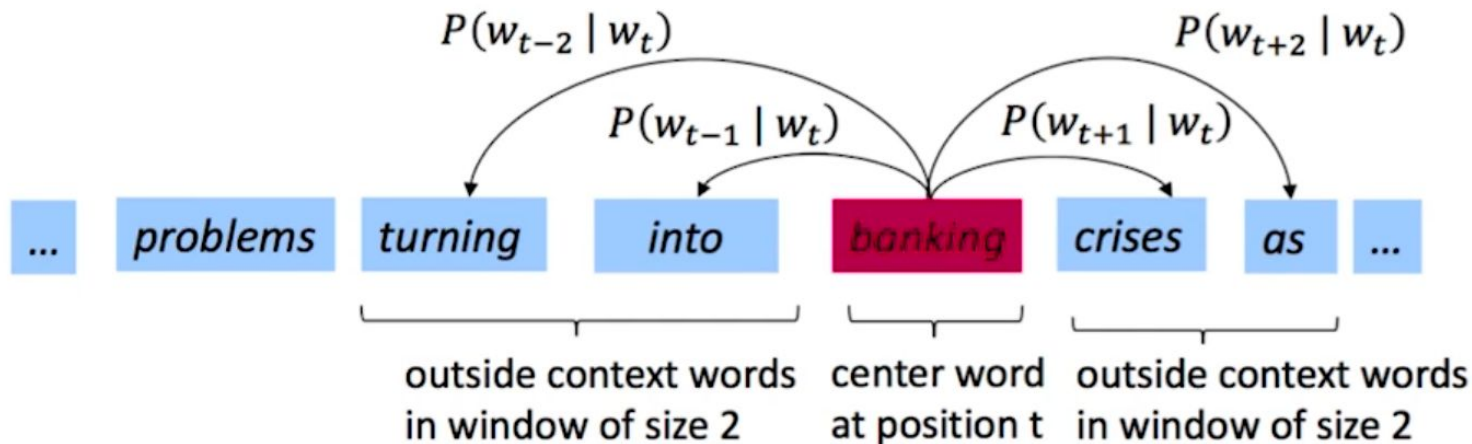 P(w_{t−2} | w_t) P(w_{t+2} | w_t)
P(w_{t−1} | w_t) P(w_{t+1} | w_t)
... problems turning into banking crises as ...
outside context words center word outside context words
in window of size 2 at position t in window of size 2